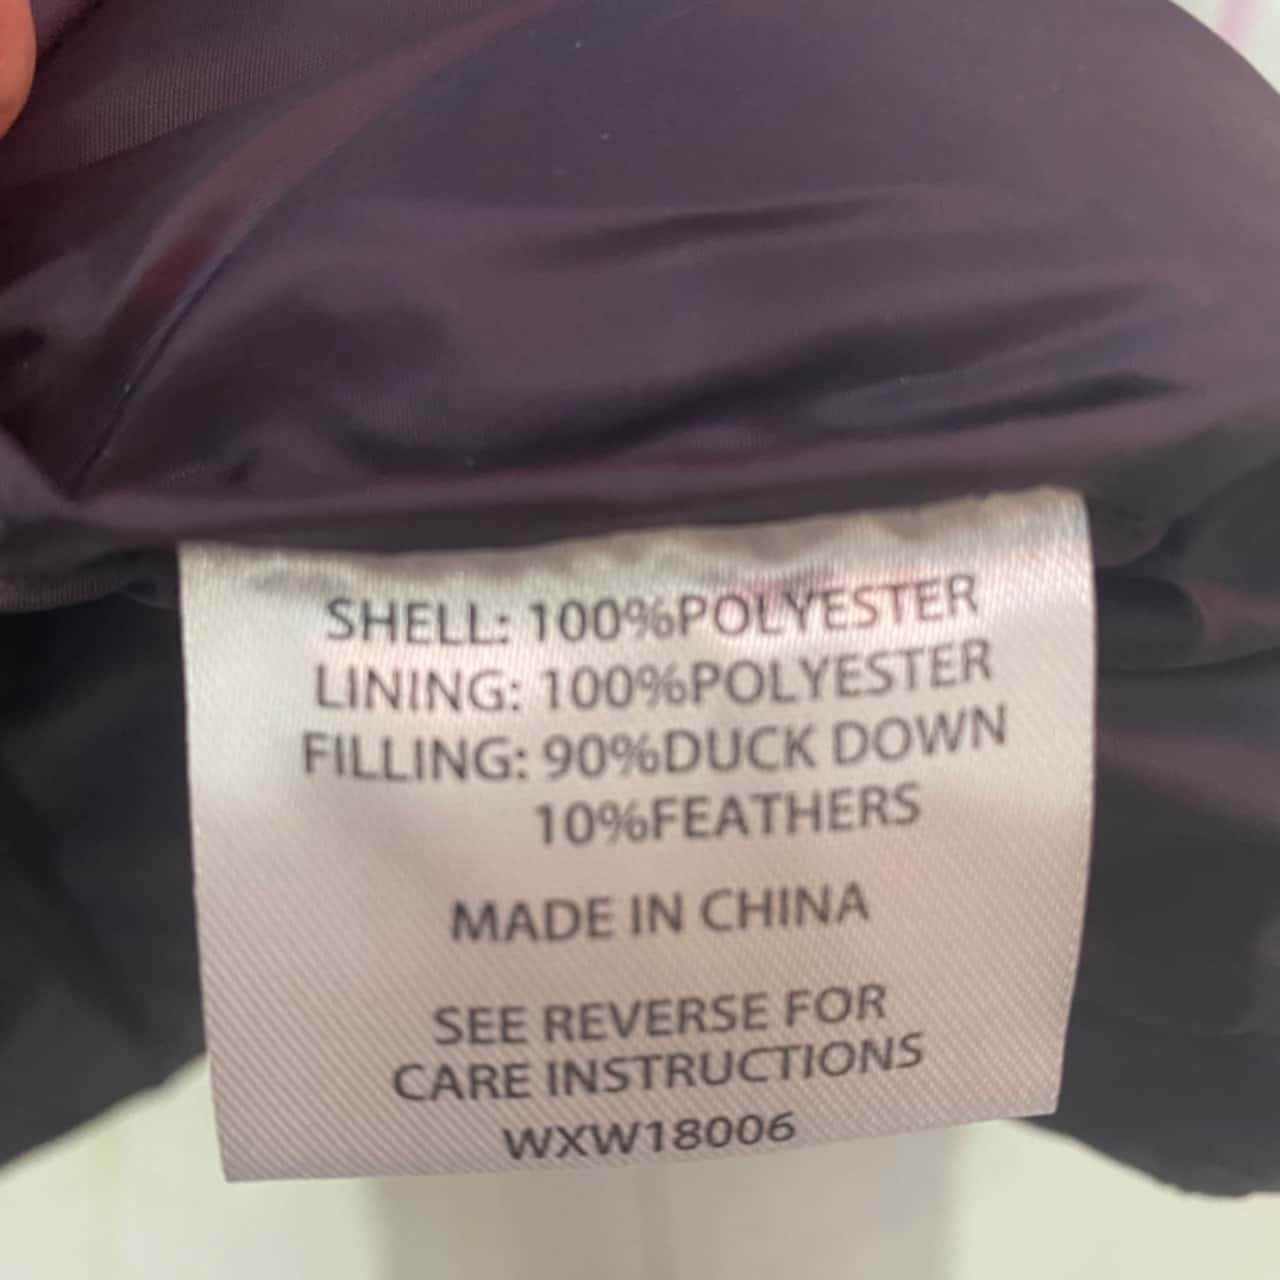 SHELL: 100%POLYESTER
LINING: 100%POLYESTER
FILLING: 90%DUCK DOWN
10%FEATHERS
MADE IN CHINA
SEE REVERSE FOR
CARE INSTRUCTIONS
WXW18006